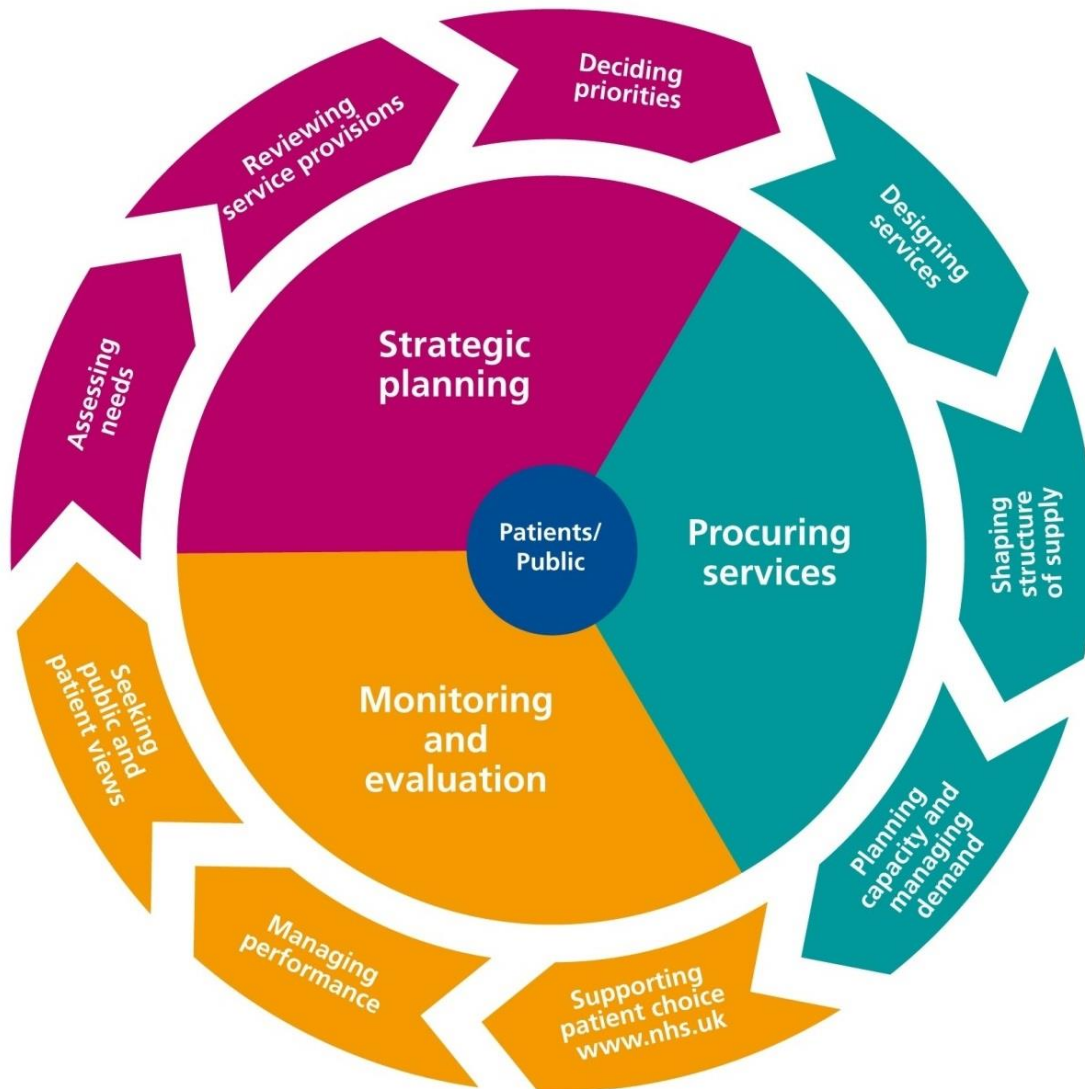 Deciding
priorities
Designing
services
Shaping
structure
of supply
Planning
capacity and
managing
demand
Supporting
patient choice
www.nhs.uk
Managing
performance
Seeking
public and
patient views
Assessing
needs
Reviewing
service provisions
Strategic
planning
Procuring
services
Monitoring
and
evaluation
Patients/
Public